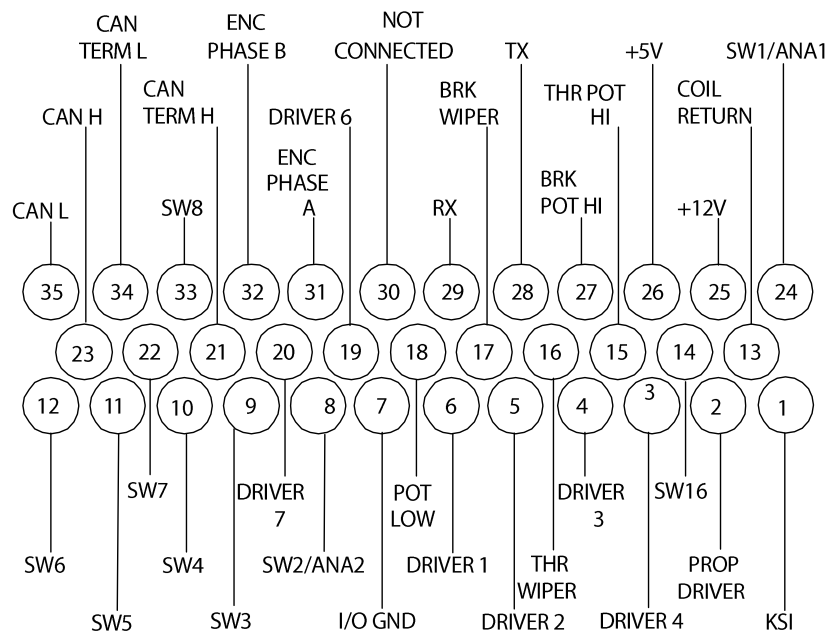 CAN
TERM L
ENC
PHASE B
NOT
CONNECTED
TX
+5V
SW1/ANA1
CAN H
CAN
TERM H
DRIVER 6
BRK
WIPER
THR POT
HI
COIL
RETURN
CAN L
SW8
ENC
PHASE
A
RX
BRK
POT HI
+12V
35 34 33 32 31 30 29 28 27 26 25 24
23 22 21 20 19 18 17 16 15 14 13
12 11 10 9 8 7 6 5 4 3 2 1
SW7
DRIVER
7
POT
LOW
DRIVER
3
SW16
SW6
SW4
SW2/ANA2
DRIVER 1
THR
WIPER
PROP
DRIVER
SW5
SW3
I/O GND
DRIVER 2
DRIVER 4
KSI